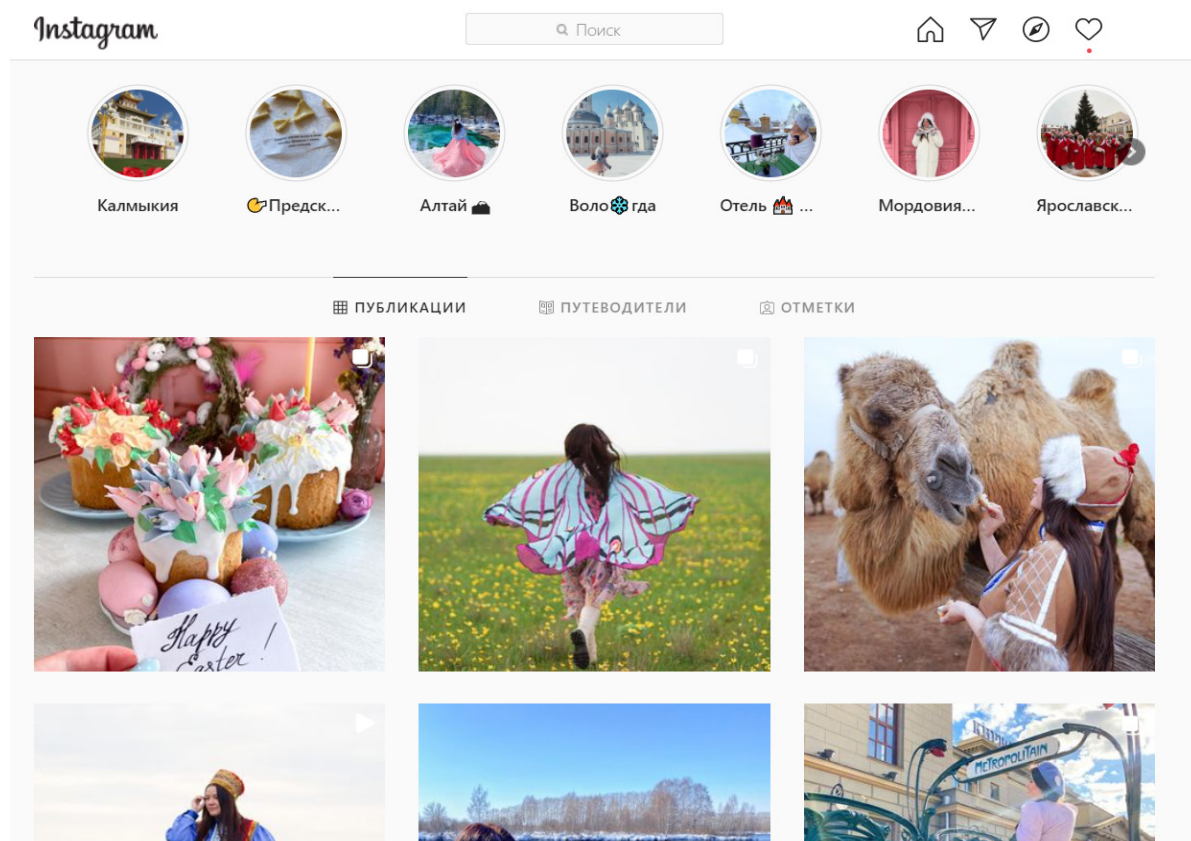 Instagram
Поиск
Калмыкия
👉Предск...
Алтай 🏔
Воло❄гда
Отель 🏘 ...
Мордовия...
Ярославск...
ПУБЛИКАЦИИ
ПУТЕВОДИТЕЛИ
ОТМЕТКИ
Happy
Easter !
METROPOLITAIN